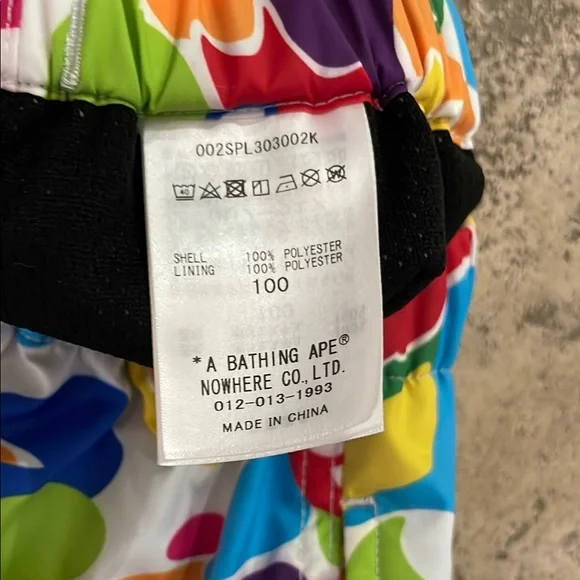 002SPL303002K
40
W
SHELL 100% POLYESTER
LINING 100% POLYESTER
100
*A BATHING APE®
NOWHERE CO., LTD.
012-013-1993
MADE IN CHINA